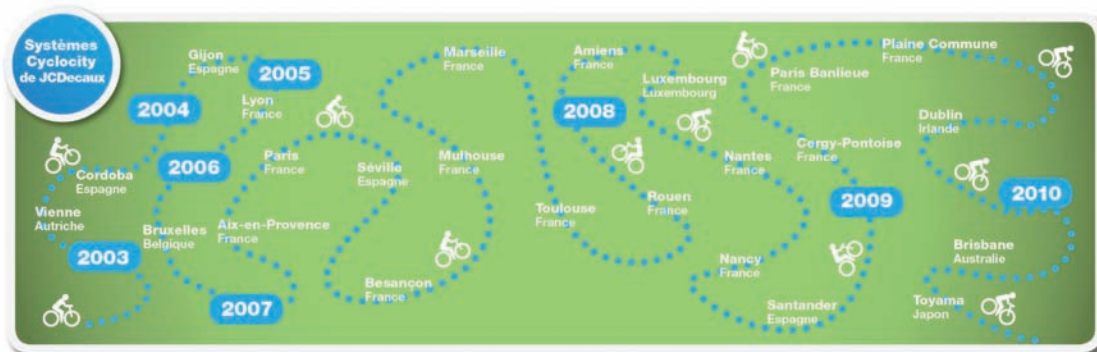 Systèmes
Cyclocity
de JCDecaux
2003
Vienne
Autriche
Cordoba
Espagne
2004
Gijon
Espagne
2005
Lyon
France
2006
Bruxelles
Belgique
2007
Aix-en-Provence
France
Paris
France
Séville
Espagne
Besançon
France
Mulhouse
France
Marseille
France
Toulouse
France
Rouen
France
2008
Amiens
France
Luxembourg
Luxembourg
Nantes
France
Nancy
France
Santander
Espagne
2009
Cergy-Pontoise
France
Paris Banlieue
France
Plaine Commune
France
Dublin
Irlande
2010
Brisbane
Australie
Toyama
Japon